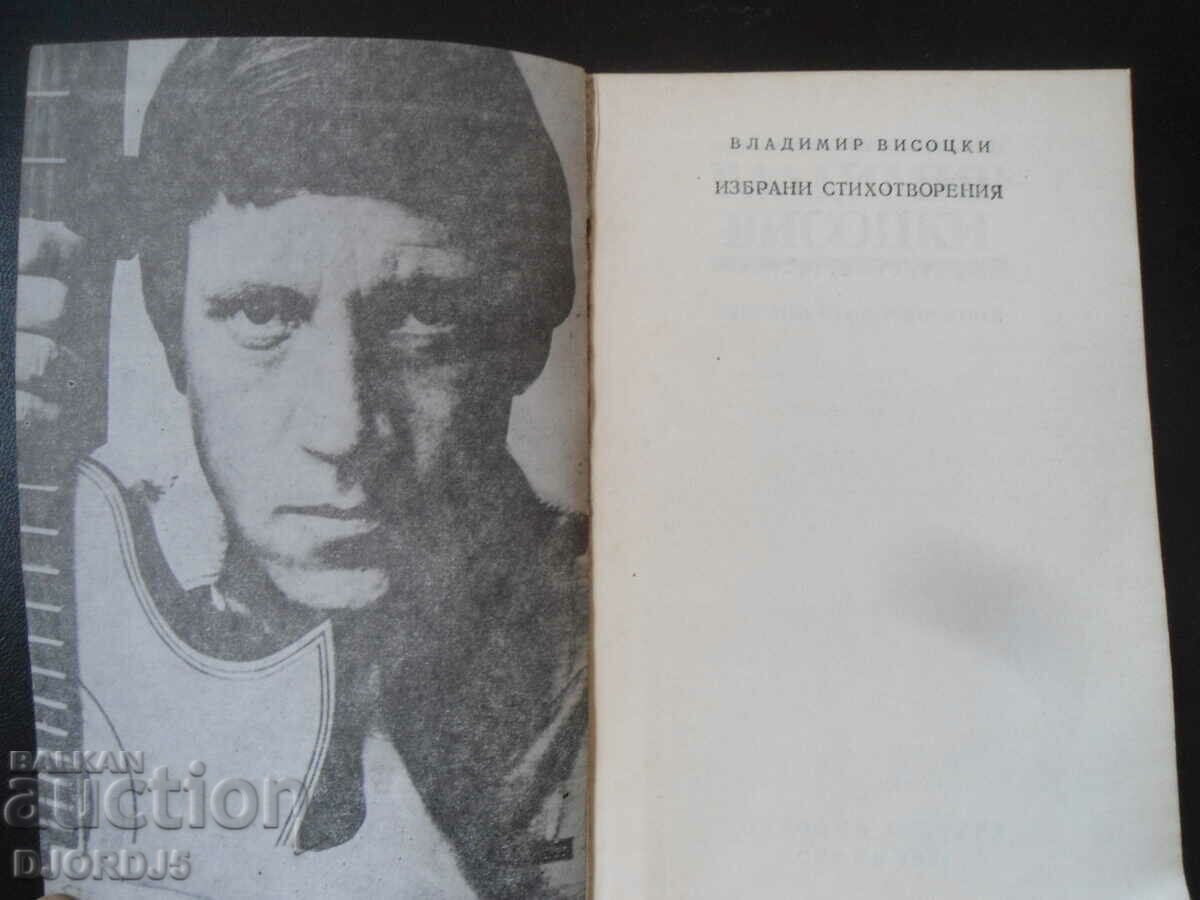 ВЛАДИМИР ВИСОЦКИ
ИЗБРАНИ СТИХОТВОРЕНИЯ
BALKAN
auction
DJORDJ5